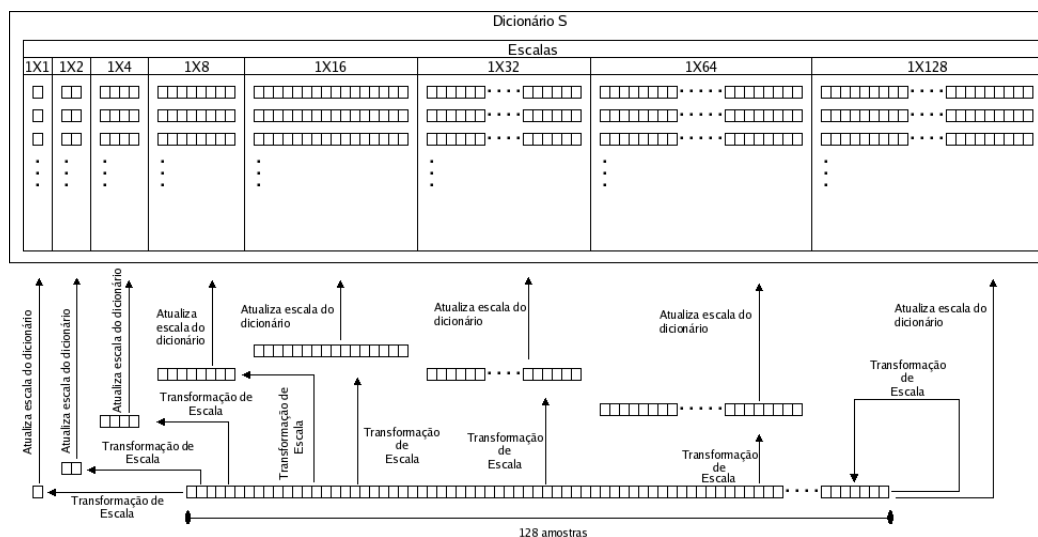 Dicionário S
Escalas
1X1 1X2 1X4 1X8 1X16 1X32 1X64 1X128
Atualiza escala do dicionário
Atualiza escala do dicionário
Atualiza escala do dicionário
Atualiza
escala do
dicionário
Atualiza escala do
dicionário
Atualiza escala do
dicionário
Atualiza escala do
dicionário
Atualiza escala do
dicionário
Transformação
de
Escala
Transformação de
Escala
Transformação de
Escala
Transformação de
Escala
Transformação
de
Escala
Transformação
de
Escala
Transformação
de
Escala
Transformação de
Escala
128 amostras